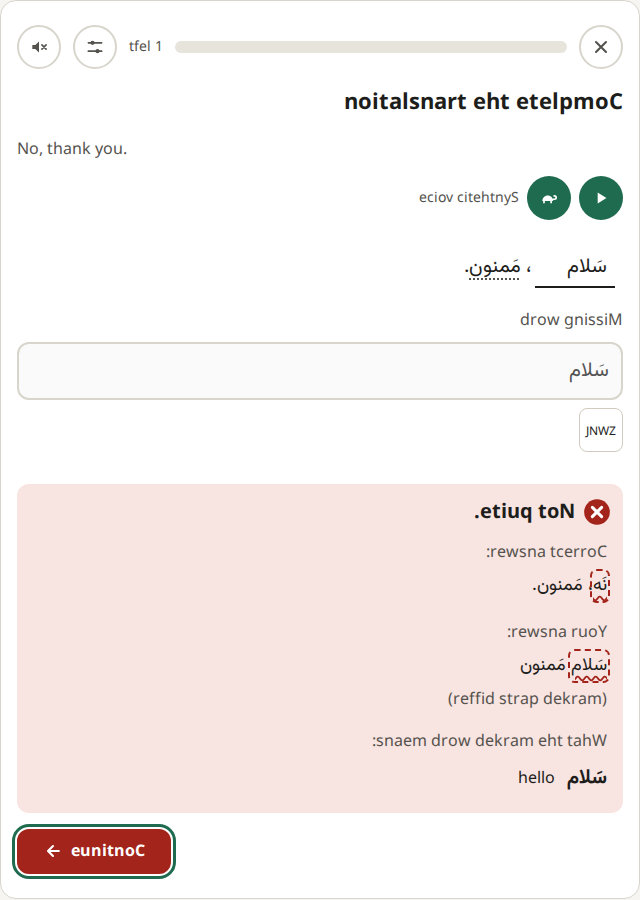 tfel 1
noitalsnart eht etelpmoC
No, thank you.
eciov citehtnyS
سَلام، مَمنون.
drow gnissiM
سَلام
JNWZ
.etiuq toN
:rewsna tcerroC
نَه، مَمنون.
:rewsna ruoY
سَلام مَمنون
(reffid strap dekram)
:snaem drow dekram eht tahW
سَلام hello
eunitnoC